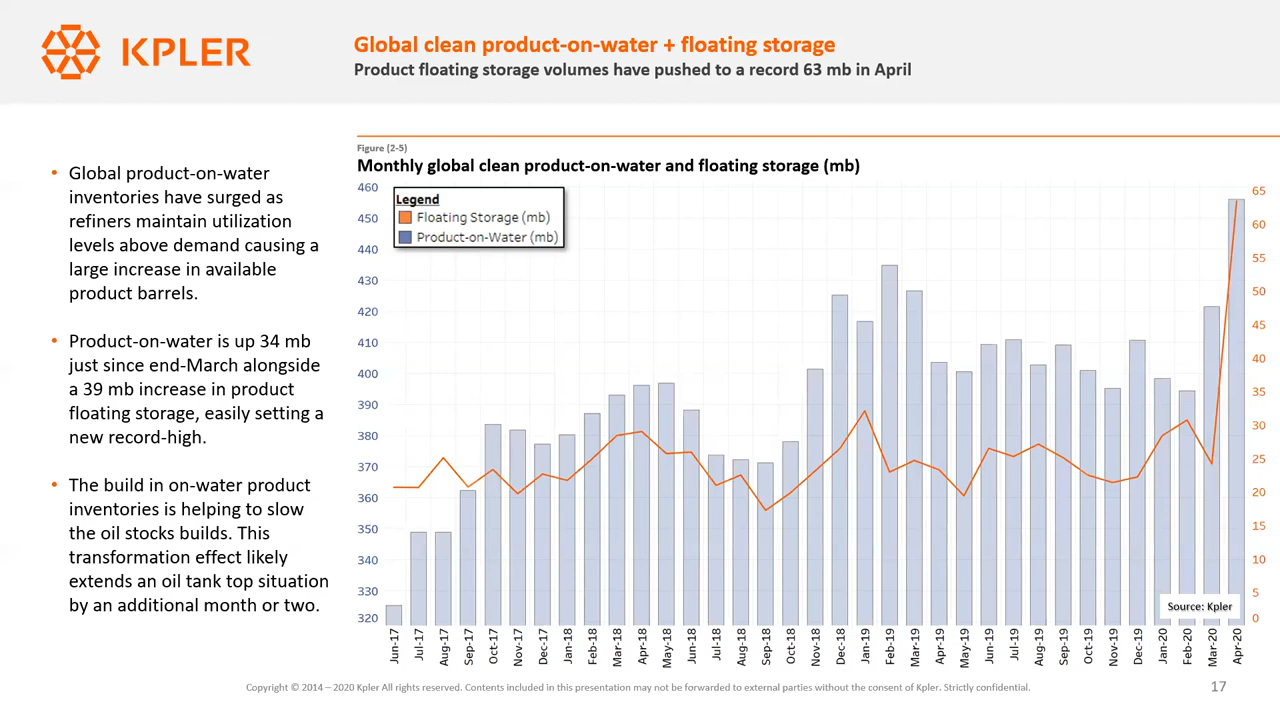 KPLER
Global clean product-on-water + floating storage
Product floating storage volumes have pushed to a record 63 mb in April
• Global product-on-water
inventories have surged as
refiners maintain utilization
levels above demand causing a
large increase in available
product barrels.
• Product-on-water is up 34 mb
just since end-March alongside
a 39 mb increase in product
floating storage, easily setting a
new record-high.
• The build in on-water product
inventories is helping to slow
the oil stocks builds. This
transformation effect likely
extends an oil tank top situation
by an additional month or two.
Figure (2-5)
Monthly global clean product-on-water and floating storage (mb)
Legend
Floating Storage (mb)
Product-on-Water (mb)
460
450
440
430
420
410
400
390
380
370
360
350
340
330
320
65
60
55
50
45
40
35
30
25
20
15
10
5
0
Source: Kpler
Jun-17
Jul-17
Aug-17
Sep-17
Oct-17
Nov-17
Dec-17
Jan-18
Feb-18
Mar-18
Apr-18
May-18
Jun-18
Jul-18
Aug-18
Sep-18
Oct-18
Nov-18
Dec-18
Jan-19
Feb-19
Mar-19
Apr-19
May-19
Jun-19
Jul-19
Aug-19
Sep-19
Oct-19
Nov-19
Dec-19
Jan-20
Feb-20
Mar-20
Apr-20
Copyright © 2014 – 2020 Kpler All rights reserved. Contents included in this presentation may not be forwarded to external parties without the consent of Kpler. Strictly confidential.
17